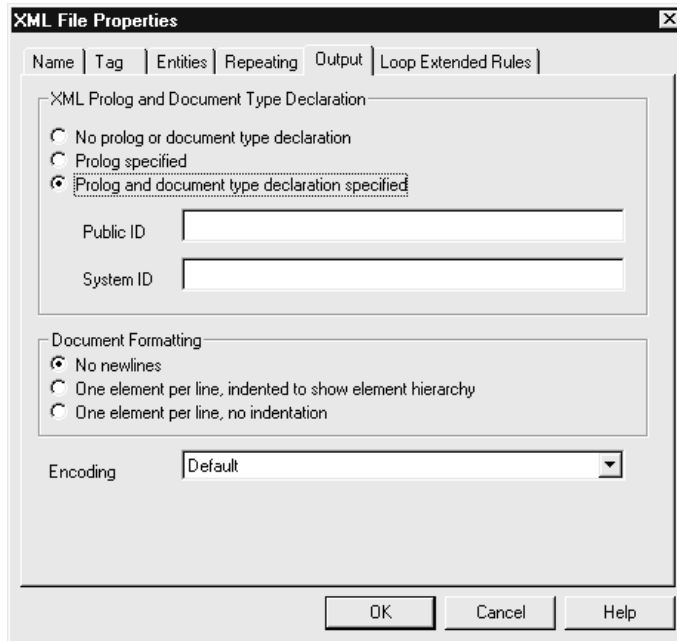 XML File Properties
Name Tag Entities Repeating Output Loop Extended Rules
XML Prolog and Document Type Declaration
No prolog or document type declaration
Prolog specified
Prolog and document type declaration specified
Public ID
System ID
Document Formatting
No newlines
One element per line, indented to show element hierarchy
One element per line, no indentation
Encoding Default
OK Cancel Help